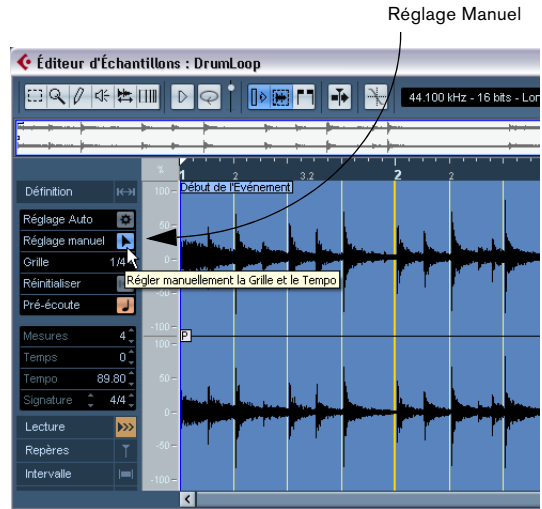 Réglage Manuel
Éditeur d'Échantillons : DrumLoop
44.100 kHz - 16 bits - Lon
% 1 2 3.2 2 2
Définition
Début de l'Evénement
100
Réglage Auto
50
Réglage manuel
Grille 1/4
0
Régler manuellement la Grille et le Tempo
Réinitialiser
-50
Pré-écoute
-100
Mesures 4
100
P
Temps 0
Tempo 89.80
50
Signature 4/4
0
Lecture
Repères
-50
Intervalle
-100